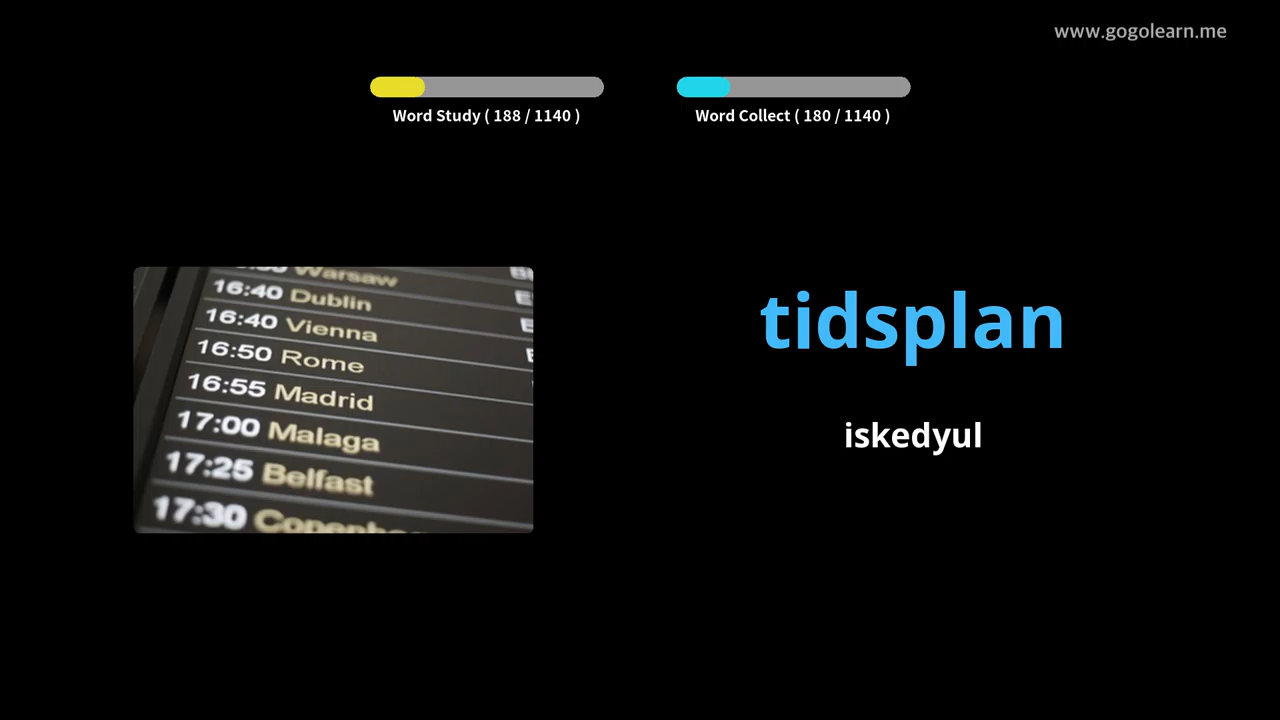 www.gogolearn.me
Word Study ( 188 / 1140 )
Word Collect ( 180 / 1140 )
Warsaw
16:40 Dublin
16:40 Vienna
16:50 Rome
16:55 Madrid
17:00 Malaga
17:25 Belfast
17:30
tidsplan
iskedyul